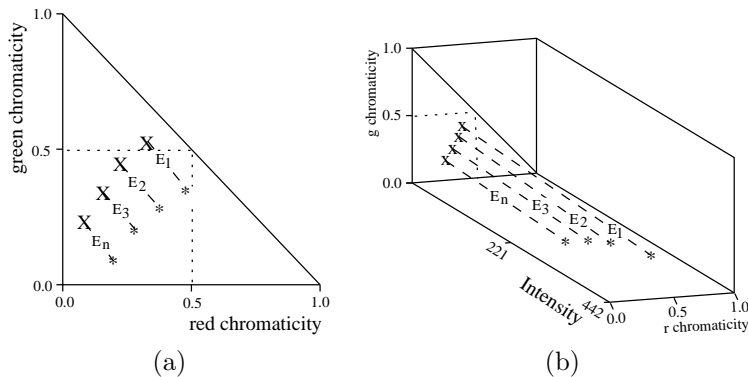 1.0
green chromaticity
0.5
0.0
X
X
X
X
E1
E2
E3
En
*
*
*
*
0.0
0.5
1.0
red chromaticity
(a)
1.0
g chromaticity
0.5
0.0
x
x
x
x
En
E3
E2
E1
*
*
*
*
221
Intensity
442
0.0
0.5
1.0
r chromaticity
(b)